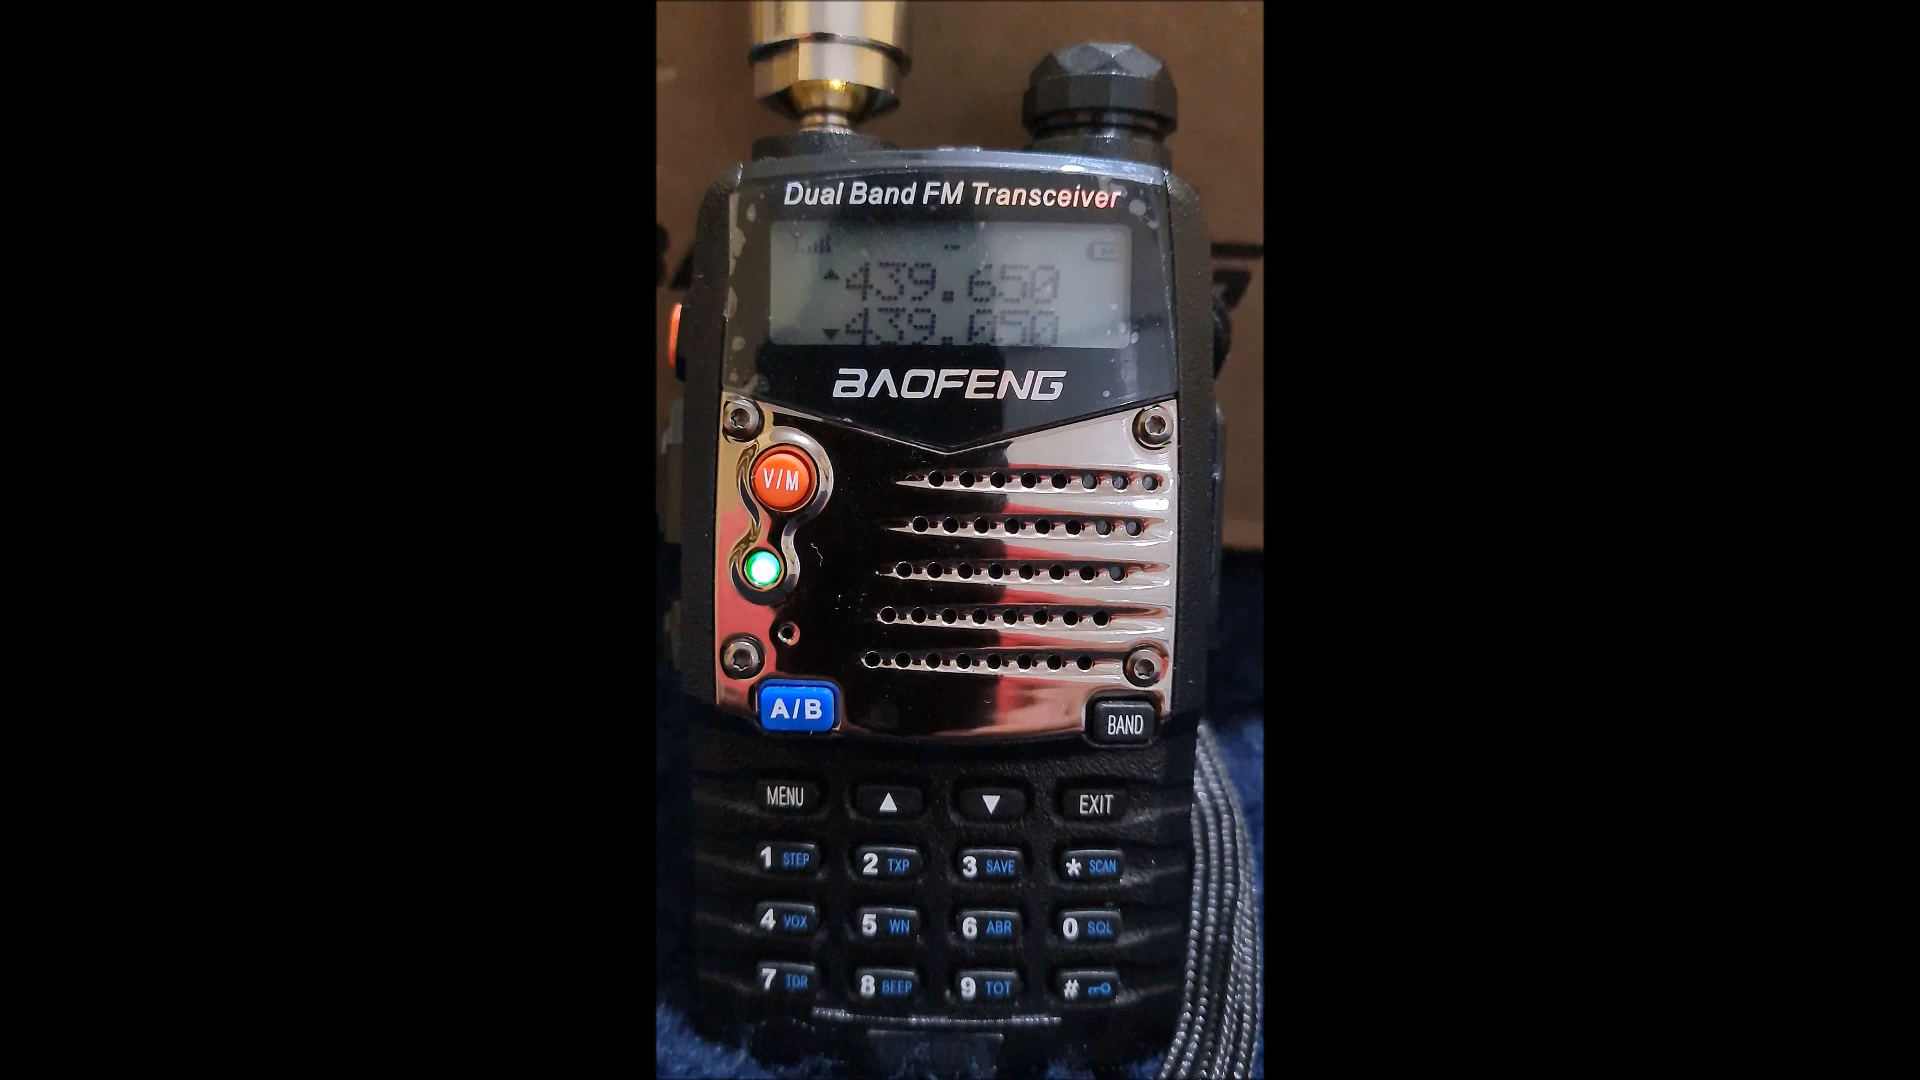 Dual Band FM Transceiver
439.650
439.050
BAOFENG
V/M
A/B
BAND
MENU ▲ ▼ EXIT
1 STEP 2 TXP 3 SAVE * SCAN
4 VOX 5 WN 6 ABR 0 SQL
7 TDR 8 BEEP 9 TOT #